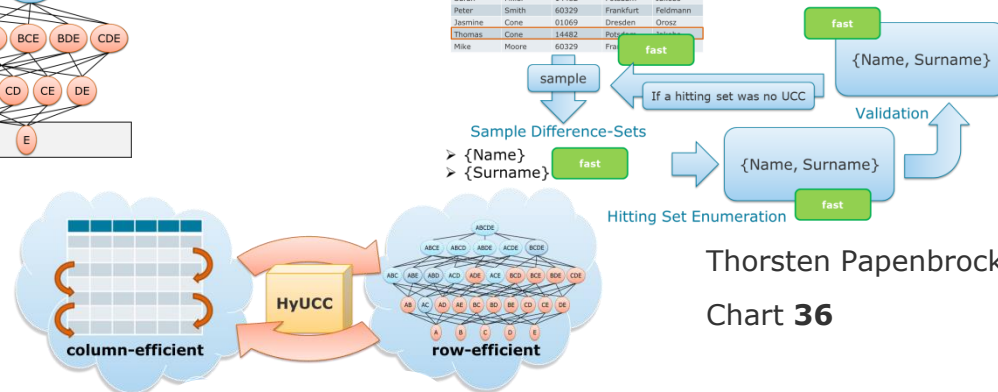 Peter Smith 60329 Frankfurt Feldmann
Jasmine Cone 01069 Dresden Orosz
Thomas Cone 14482 Potsdam
Mike Moore 60329
fast
sample
If a hitting set was no UCC
fast
{Name, Surname}
Validation
Sample Difference-Sets
➢ {Name}
➢ {Surname}
fast
{Name, Surname}
fast
Hitting Set Enumeration
BCE BDE CDE
CD CE DE
E
column-efficient
HyUCC
ABCDE
ABCE ABCD ABDE ACDE BCDE
ABC ABE ABD ACD ADE ACE BCD BCE BDE CDE
AB AC AD AE BC BD BE CD CE DE
A B C D E
row-efficient
Thorsten Papenbrock
Chart 36